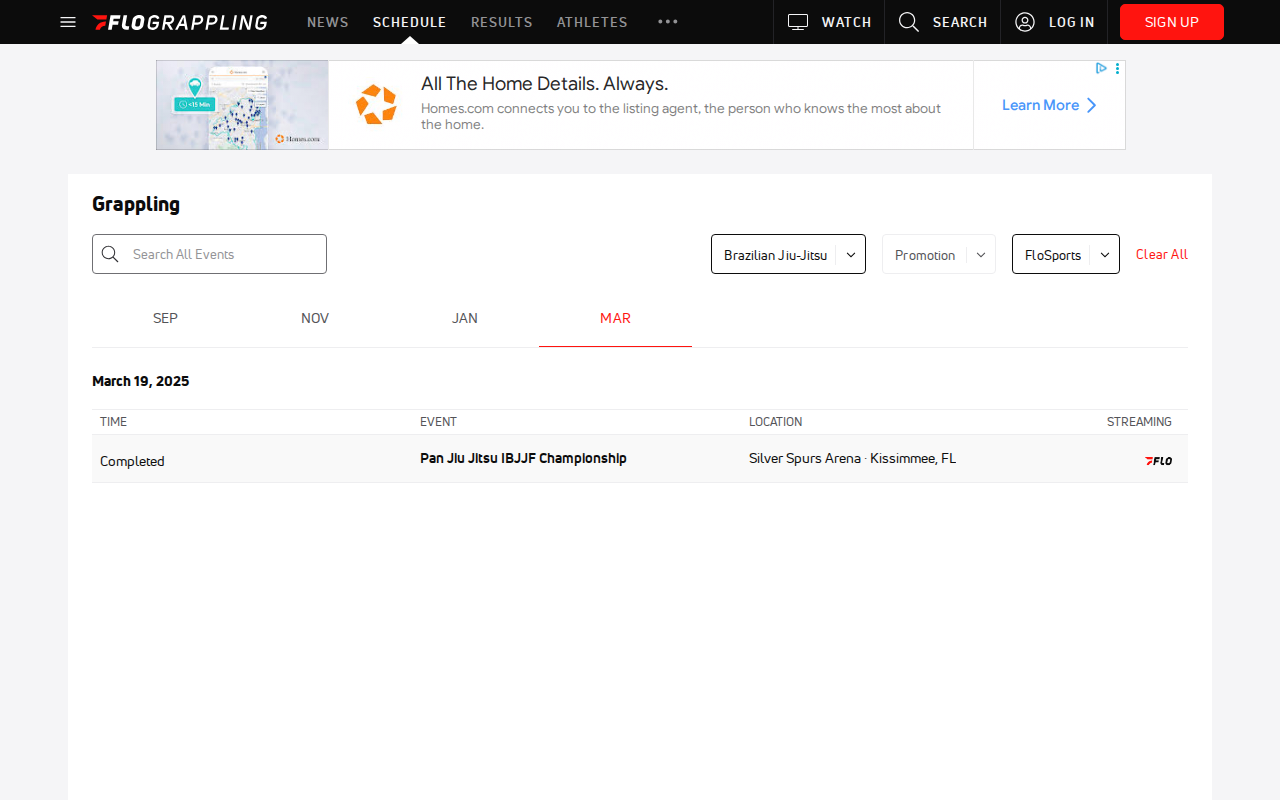 FLOGRAPPLING NEWS SCHEDULE RESULTS ATHLETES WATCH SEARCH LOG IN SIGN UP
<15 Min
Homes.com
All The Home Details. Always.
Homes.com connects you to the listing agent, the person who knows the most about
the home.
Learn More
Grappling
Search All Events
Brazilian Jiu-Jitsu
Promotion
FloSports
Clear All
SEP NOV JAN MAR
March 19, 2025
TIME EVENT LOCATION STREAMING
Completed Pan Jiu Jitsu IBJJF Championship Silver Spurs Arena · Kissimmee, FL FLO